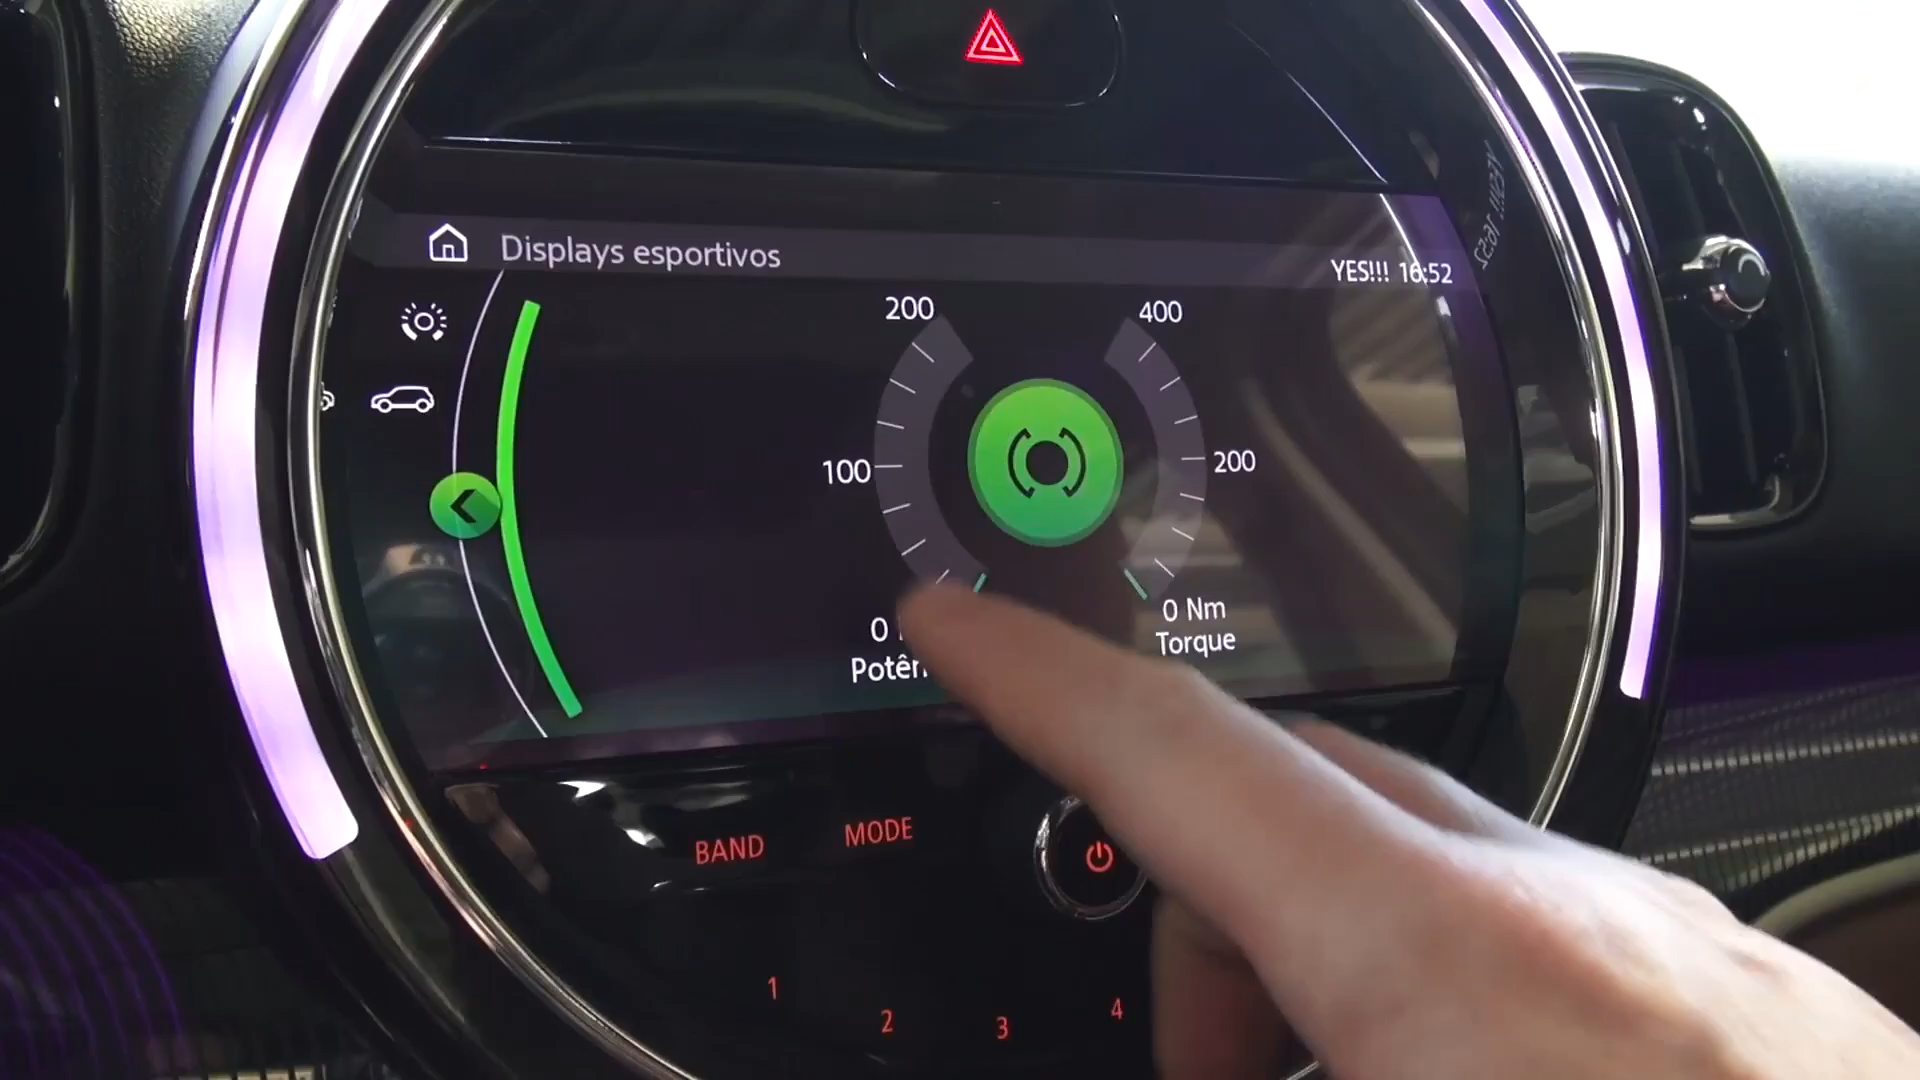 Displays esportivos
YES!!! 16:52
200
400
100
200
0
0 Nm
Torque
BAND
MODE
1
2
3
4